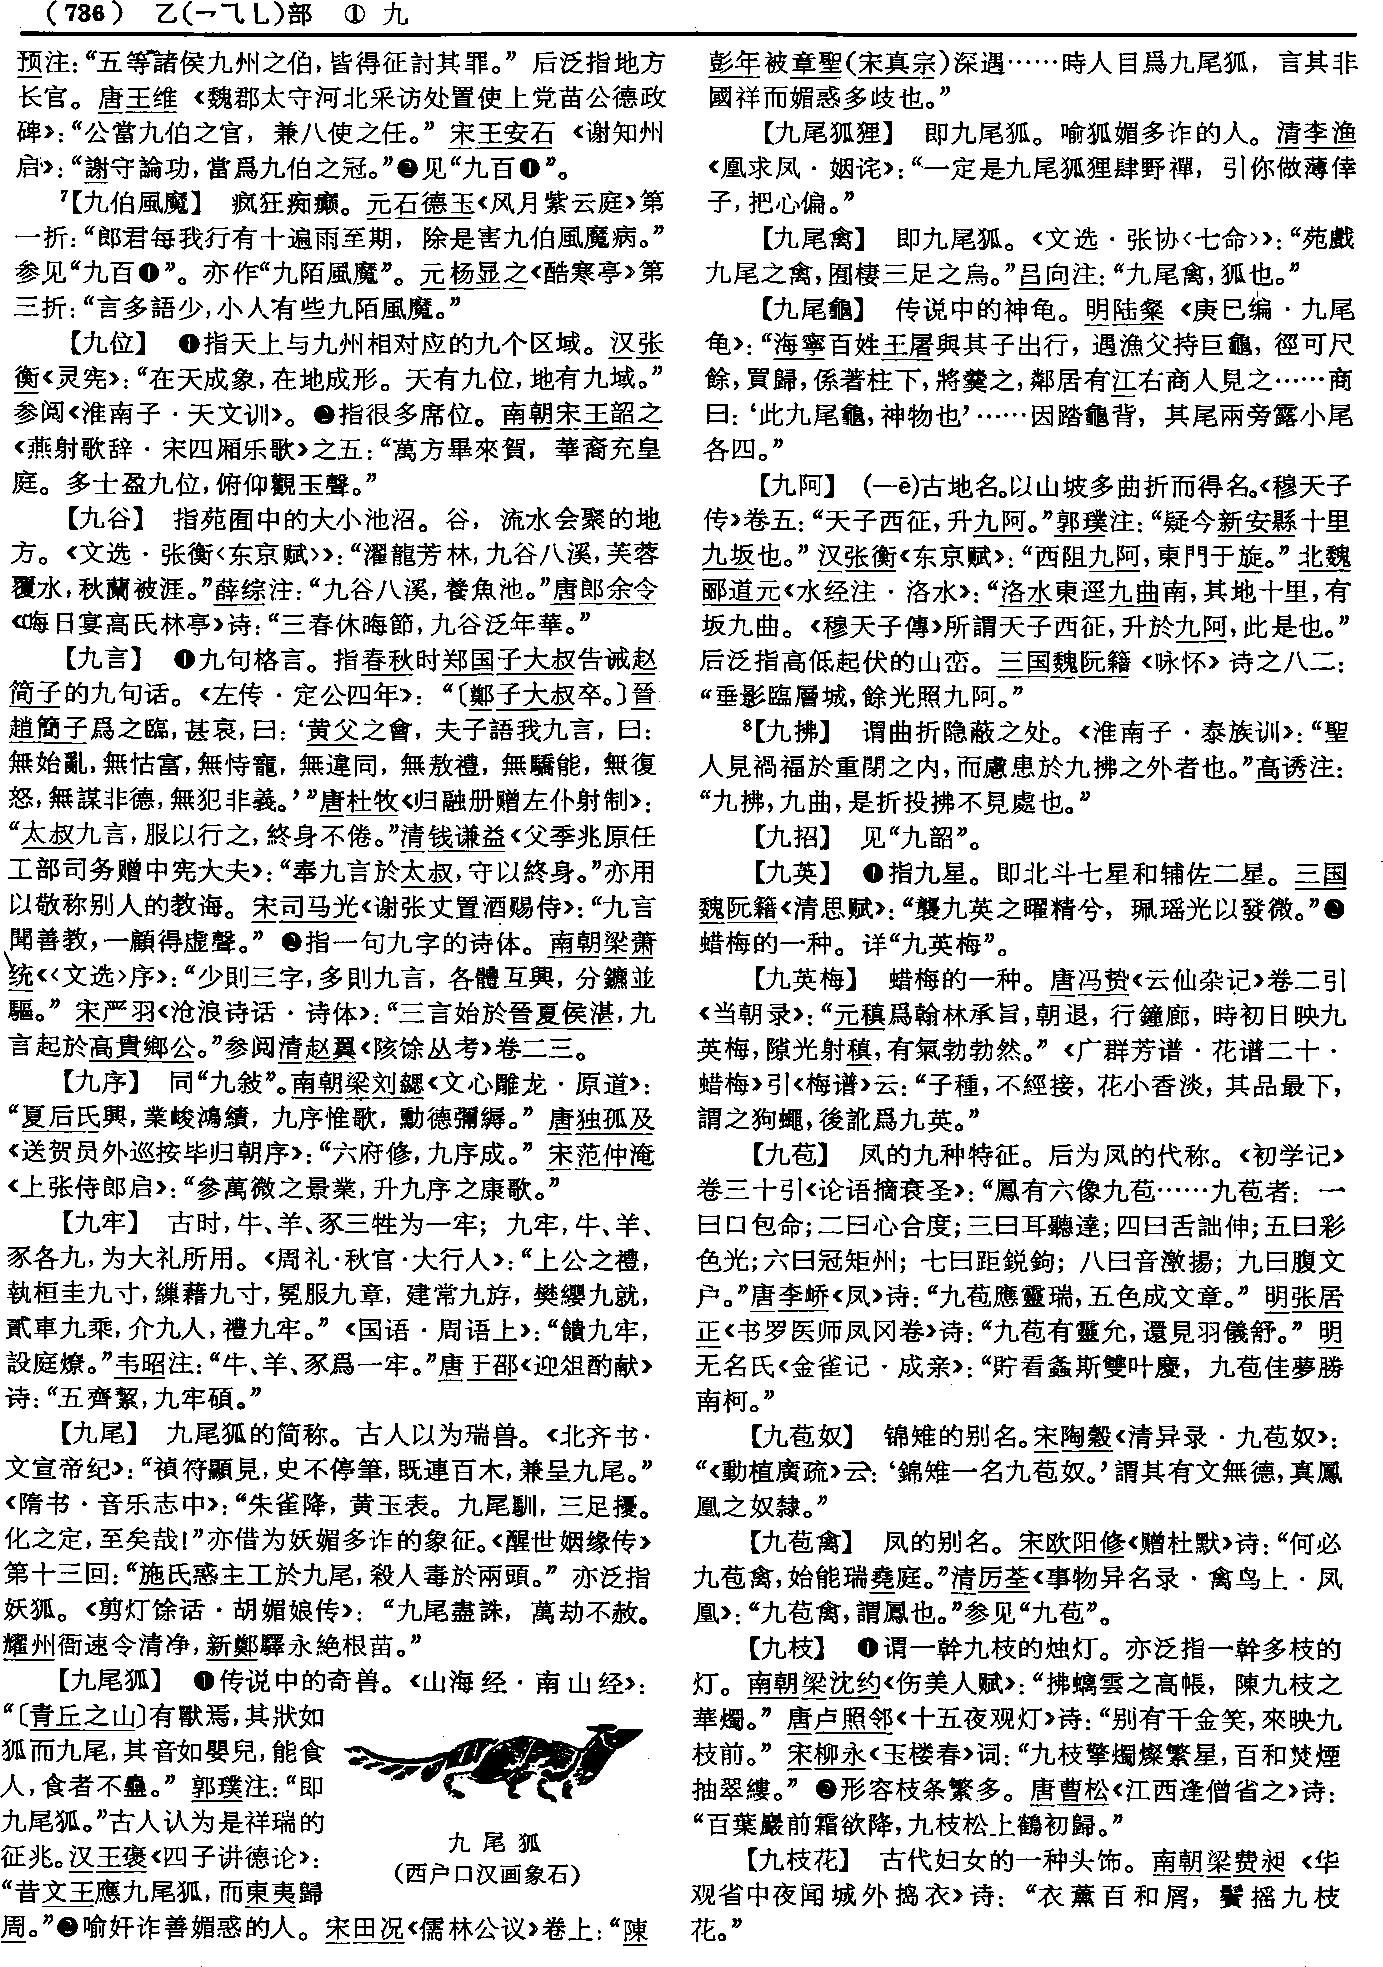 (736) 乙(乛⺄乚)部 ① 九
预注：“五等諸侯九州之伯，皆得征討其罪。” 后泛指地方
长官。唐王维《魏郡太守河北采访处置使上党苗公德政
碑》：“公當九伯之官，兼八使之任。” 宋王安石《谢知州
启》：“謝守論功，當爲九伯之冠。”❷见“九百❶”。
⁷【九伯風魔】 疯狂痴癫。元石德玉《风月紫云庭》第
一折：“郎君每我行有十遍雨至期，除是害九伯風魔病。”
参见“九百❶”。亦作“九陌風魔”。元杨显之《酷寒亭》第
三折：“言多語少，小人有些九陌風魔。”
【九位】 ❶指天上与九州相对应的九个区域。汉张
衡《灵宪》：“在天成象，在地成形。天有九位，地有九域。”
参阅《淮南子·天文训》。❷指很多席位。南朝宋王韶之
《燕射歌辞·宋四厢乐歌》之五：“萬方畢來賀，華裔充皇
庭。多士盈九位，俯仰觀玉聲。”
【九谷】 指苑囿中的大小池沼。谷，流水会聚的地
方。《文选·张衡〈东京赋〉》：“濯龍芳林，九谷八溪，芙蓉
覆水，秋蘭被涯。”薛综注：“九谷八溪，養魚池。”唐郎余令
《晦日宴高氏林亭》诗：“三春休晦節，九谷泛年華。”
【九言】 ❶九句格言。指春秋时郑国子大叔告诫赵
简子的九句话。《左传·定公四年》：“〔鄭子大叔卒。〕晉
趙簡子爲之臨，甚哀，曰：‘黄父之會，夫子語我九言，曰：
無始亂，無怙富，無恃寵，無違同，無敖禮，無驕能，無復
怒，無謀非德，無犯非義。’”唐杜牧《归融册赠左仆射制》：
“太叔九言，服以行之，終身不倦。”清钱谦益《父季兆原任
工部司务赠中宪大夫》：“奉九言於太叔，守以終身。”亦用
以敬称别人的教诲。宋司马光《谢张丈置酒赐侍》：“九言
聞善教，一顧得虚聲。” ❷指一句九字的诗体。南朝梁萧
统《〈文选〉序》：“少則三字，多則九言，各體互興，分鑣並
驅。” 宋严羽《沧浪诗话·诗体》：“三言始於晉夏侯湛，九
言起於高貴鄉公。”参阅清赵翼《陔馀丛考》卷二三。
【九序】 同“九敍”。南朝梁刘勰《文心雕龙·原道》：
“夏后氏興，業峻鴻績，九序惟歌，勳德彌縟。” 唐独孤及
《送贺员外巡按毕归朝序》：“六府修，九序成。” 宋范仲淹
《上张侍郎启》：“參萬微之景業，升九序之康歌。”
【九牢】 古时，牛、羊、豕三牲为一牢；九牢，牛、羊、
豕各九，为大礼所用。《周礼·秋官·大行人》：“上公之禮，
執桓圭九寸，繅藉九寸，冕服九章，建常九斿，樊纓九就，
貳車九乘，介九人，禮九牢。” 《国语·周语上》：“饋九牢，
設庭燎。”韦昭注：“牛、羊、豕爲一牢。”唐于邵《迎俎酌献》
诗：“五齊絜，九牢碩。”
【九尾】 九尾狐的简称。古人以为瑞兽。《北齐书·
文宣帝纪》：“禎符顯見，史不停筆，既連百木，兼呈九尾。”
《隋书·音乐志中》：“朱雀降，黄玉表。九尾馴，三足擾。
化之定，至矣哉！”亦借为妖媚多诈的象征。《醒世姻缘传》
第十三回：“施氏惑主工於九尾，殺人毒於兩頭。” 亦泛指
妖狐。《剪灯馀话·胡媚娘传》：“九尾盡誅，萬劫不赦。
耀州衙速令清净，新鄭驛永絶根苗。”
【九尾狐】 ❶传说中的奇兽。《山海经·南山经》：
“〔青丘之山〕有獸焉，其狀如
狐而九尾，其音如嬰兒，能食
人，食者不蠱。” 郭璞注：“即
九尾狐。”古人认为是祥瑞的
征兆。汉王褒《四子讲德论》：
“昔文王應九尾狐，而東夷歸
周。”❷喻奸诈善媚惑的人。宋田况《儒林公议》卷上：“陳
九尾狐
(西户口汉画象石)
彭年被章聖(宋真宗)深遇……時人目爲九尾狐，言其非
國祥而媚惑多歧也。”
【九尾狐狸】 即九尾狐。喻狐媚多诈的人。清李渔
《凰求凤·姻诧》：“一定是九尾狐狸肆野禪，引你做薄倖
子，把心偏。”
【九尾禽】 即九尾狐。《文选·张协〈七命〉》：“苑戲
九尾之禽，囿棲三足之烏。”吕向注：“九尾禽，狐也。”
【九尾龜】 传说中的神龟。明陆粲《庚巳编·九尾
龟》：“海寧百姓王屠與其子出行，遇漁父持巨龜，徑可尺
餘，買歸，係著柱下，將羹之，鄰居有江右商人見之……商
曰：‘此九尾龜，神物也’……因踏龜背，其尾兩旁露小尾
各四。”
【九阿】 (一ē)古地名。以山坡多曲折而得名。《穆天子
传》卷五：“天子西征，升九阿。”郭璞注：“疑今新安縣十里
九坂也。” 汉张衡《东京赋》：“西阻九阿，東門于旋。” 北魏
郦道元《水经注·洛水》：“洛水東逕九曲南，其地十里，有
坂九曲。《穆天子傳》所謂天子西征，升於九阿，此是也。”
后泛指高低起伏的山峦。三国魏阮籍《咏怀》诗之八二：
“垂影臨層城，餘光照九阿。”
⁸【九拂】 谓曲折隐蔽之处。《淮南子·泰族训》：“聖
人見禍福於重閉之内，而慮患於九拂之外者也。”高诱注：
“九拂，九曲，是折投拂不見處也。”
【九招】 见“九韶”。
【九英】 ❶指九星。即北斗七星和辅佐二星。三国
魏阮籍《清思赋》：“襲九英之曜精兮，珮瑶光以發微。”❷
蜡梅的一种。详“九英梅”。
【九英梅】 蜡梅的一种。唐冯贽《云仙杂记》卷二引
《当朝录》：“元稹爲翰林承旨，朝退，行鐘廊，時初日映九
英梅，隙光射稹，有氣勃勃然。” 《广群芳谱·花谱二十·
蜡梅》引《梅谱》云：“子種，不經接，花小香淡，其品最下，
謂之狗蠅，後訛爲九英。”
【九苞】 凤的九种特征。后为凤的代称。《初学记》
卷三十引《论语摘衰圣》：“鳳有六像九苞……九苞者：一
曰口包命；二曰心合度；三曰耳聽達；四曰舌詘伸；五曰彩
色光；六曰冠矩州；七曰距鋭鉤；八曰音激揚；九曰腹文
户。”唐李峤《凤》诗：“九苞應靈瑞，五色成文章。” 明张居
正《书罗医师凤冈卷》诗：“九苞有靈允，還見羽儀舒。” 明
无名氏《金雀记·成亲》：“貯看螽斯雙叶慶，九苞佳夢勝
南柯。”
【九苞奴】 锦雉的别名。宋陶穀《清异录·九苞奴》：
“《動植廣疏》云：‘錦雉一名九苞奴。’謂其有文無德，真鳳
凰之奴隸。”
【九苞禽】 凤的别名。宋欧阳修《赠杜默》诗：“何必
九苞禽，始能瑞堯庭。”清厉荃《事物异名录·禽鸟上·凤
凰》：“九苞禽，謂鳳也。”参见“九苞”。
【九枝】 ❶谓一幹九枝的烛灯。亦泛指一幹多枝的
灯。南朝梁沈约《伤美人赋》：“拂螭雲之高帳，陳九枝之
華燭。” 唐卢照邻《十五夜观灯》诗：“别有千金笑，來映九
枝前。” 宋柳永《玉楼春》词：“九枝擎燭燦繁星，百和焚煙
抽翠縷。” ❷形容枝条繁多。唐曹松《江西逢僧省之》诗：
“百葉巖前霜欲降，九枝松上鶴初歸。”
【九枝花】 古代妇女的一种头饰。南朝梁费昶《华
观省中夜闻城外捣衣》诗：“衣薰百和屑，鬢摇九枝
花。”